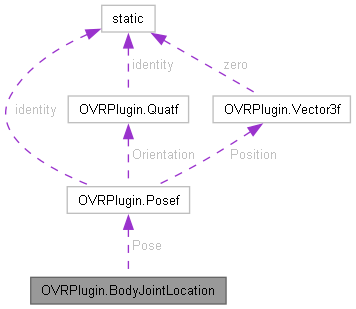 static
identity
zero
OVRPlugin.Quatf
OVRPlugin.Vector3f
identity
Orientation
Position
OVRPlugin.Posef
Pose
OVRPlugin.BodyJointLocation